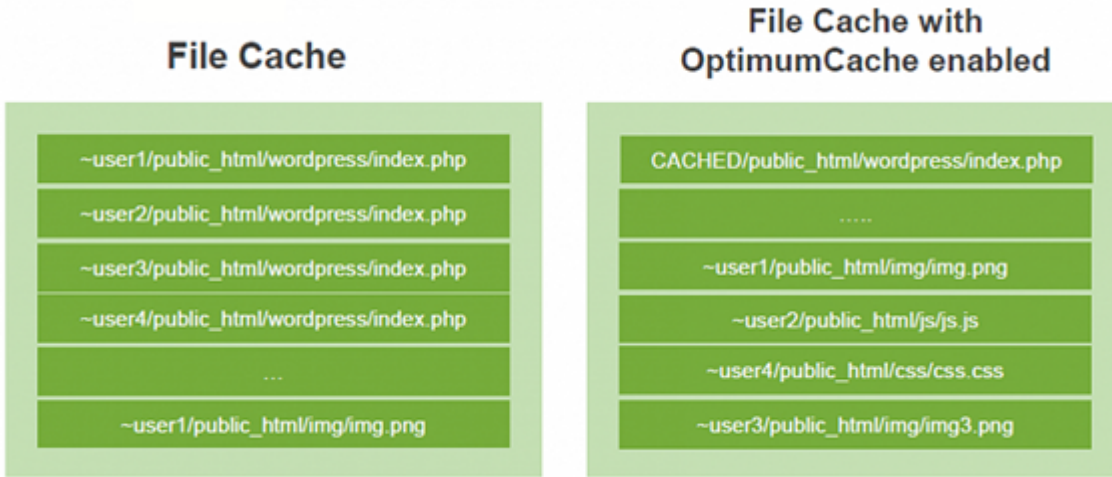 File Cache
~user1/public_html/wordpress/index.php
~user2/public_html/wordpress/index.php
~user3/public_html/wordpress/index.php
~user4/public_html/wordpress/index.php
...
~user1/public_html/img/img.png
File Cache with
OptimumCache enabled
CACHED/public_html/wordpress/index.php
.....
~user1/public_html/img/img.png
~user2/public_html/js/js.js
~user4/public_html/css/css.css
~user3/public_html/img/img3.png